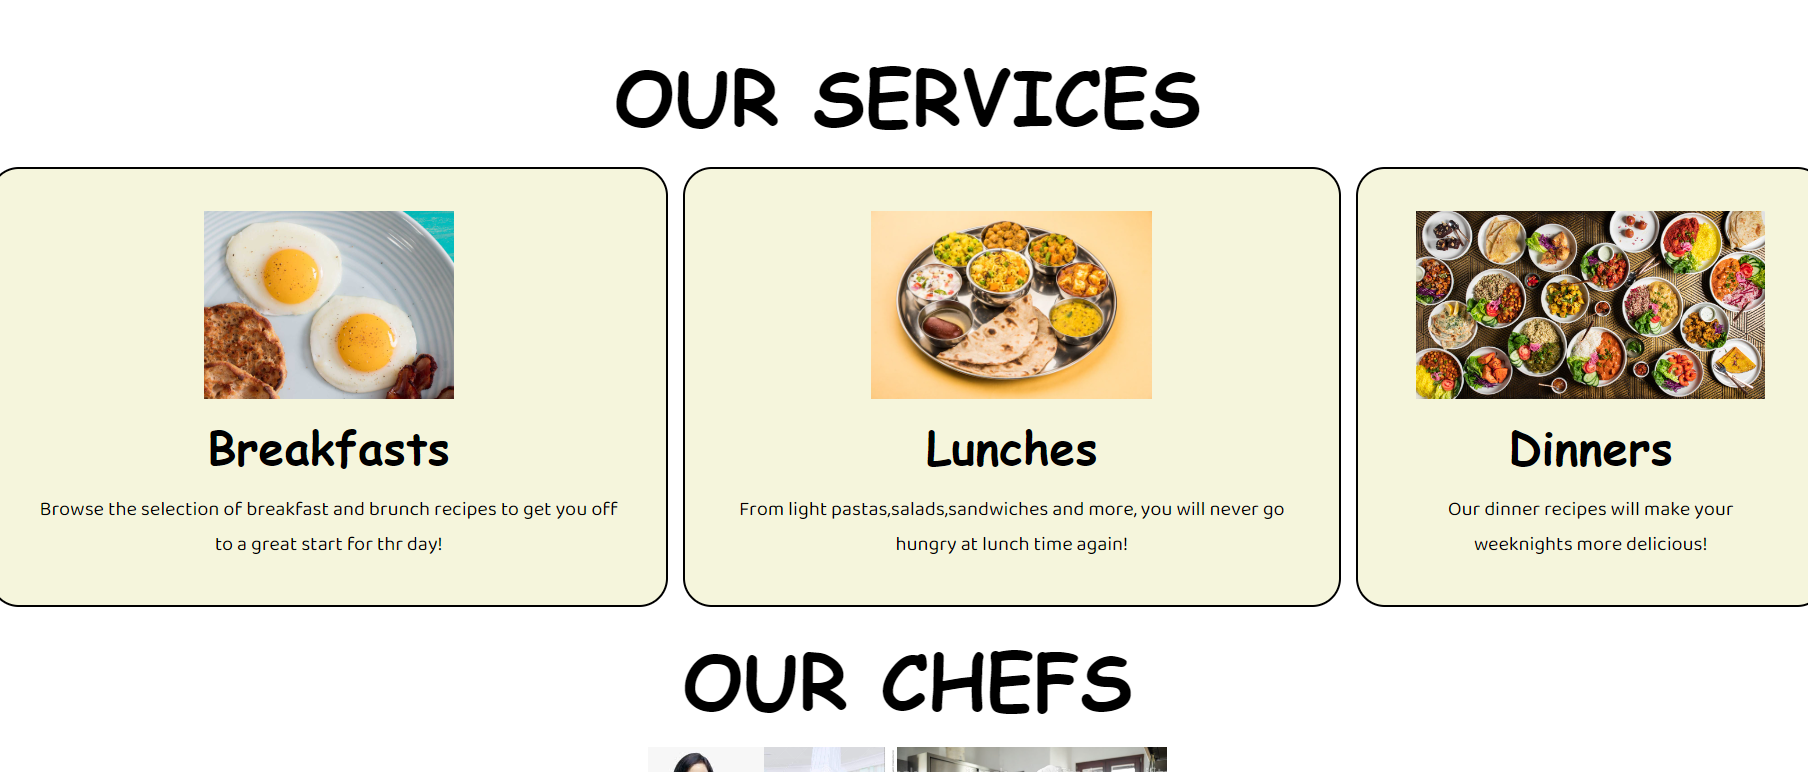 OUR SERVICES
Breakfasts
Browse the selection of breakfast and brunch recipes to get you off
to a great start for thr day!
Lunches
From light pastas,salads,sandwiches and more, you will never go
hungry at lunch time again!
Dinners
Our dinner recipes will make your
weeknights more delicious!
OUR CHEFS